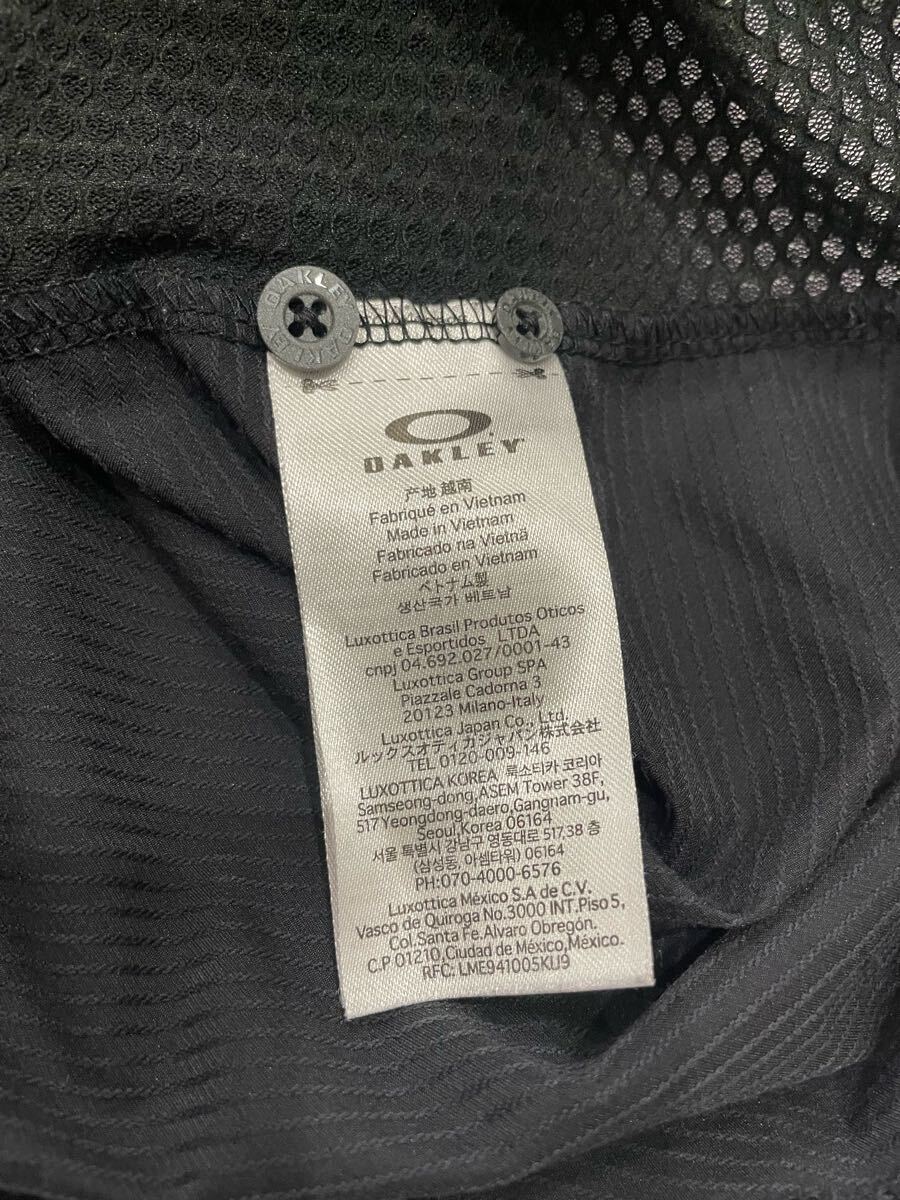 OAKLEY
OAKLEY
产地 越南
Fabriqué en Vietnam
Made in Vietnam
Fabricado na Vietnã
Fabricado en Vietnam
ベトナム製
생산국가 베트남
Luxottica Brasil Produtos Oticos
e Esportidos LTDA
cnpj 04.692.027/0001-43
Luxottica Group SPA
Piazzale Cadorna 3
20123 Milano-Italy
Luxottica Japan Co., Ltd
ルックスオティカジャパン株式会社
TEL 0120-009-146
LUXOTTICA KOREA 룩소티카 코리아
Samseong-dong,ASEM Tower 38F,
517Yeongdong-daero,Gangnam-gu,
Seoul,Korea 06164
서울 특별시 강남구 영동대로 517.38 층
(삼성동, 아셈타워) 06164
PH:070-4000-6576
Luxottica México S.A de C.V.
Vasco de Quiroga No.3000 INT.Piso 5,
Col.Santa Fe.Alvaro Obregón.
C.P 01210,Ciudad de México,México.
RFC: LME941005KU9